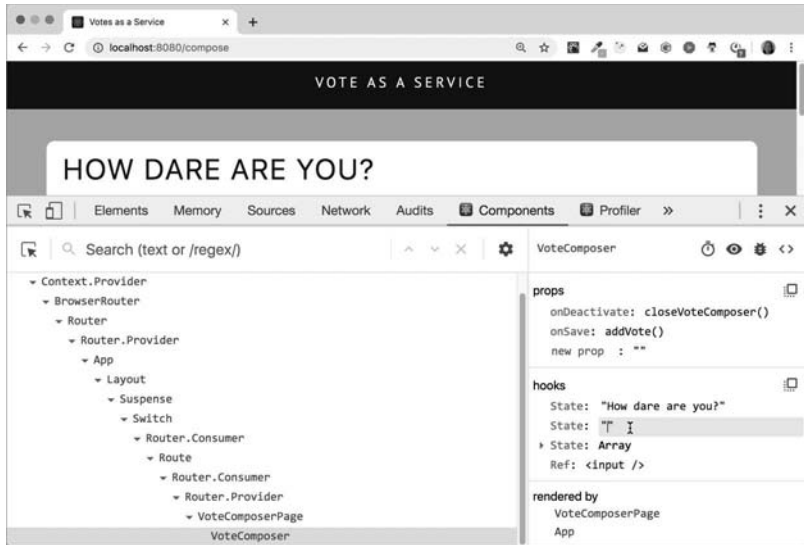 Votes as a Service
localhost:8080/compose
VOTE AS A SERVICE
HOW DARE ARE YOU?
Elements Memory Sources Network Audits Components Profiler »
Search (text or /regex/)
Context.Provider
BrowserRouter
Router
Router.Provider
App
Layout
Suspense
Switch
Router.Consumer
Route
Router.Consumer
Router.Provider
VoteComposerPage
VoteComposer
VoteComposer
props
onDeactivate: closeVoteComposer()
onSave: addVote()
new prop : ""
hooks
State: "How dare are you?"
State: ""
State: Array
Ref: <input />
rendered by
VoteComposerPage
App